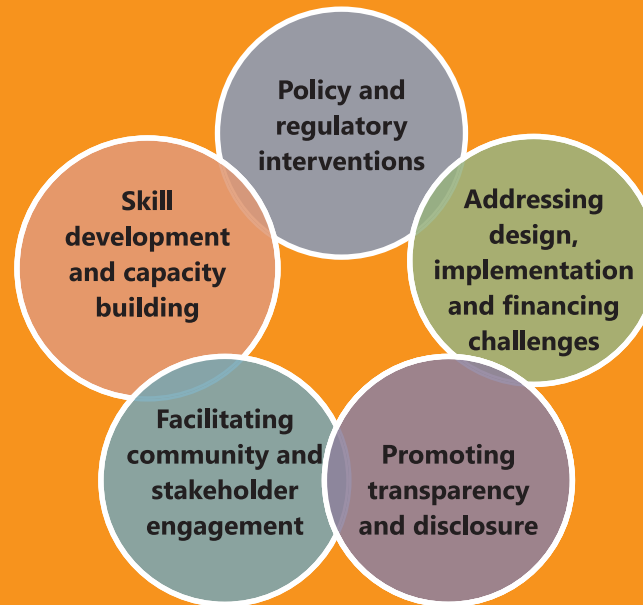 Policy and
regulatory
interventions
Skill
development
and capacity
building
Addressing
design,
implementation
and financing
challenges
Facilitating
community and
stakeholder
engagement
Promoting
transparency
and disclosure